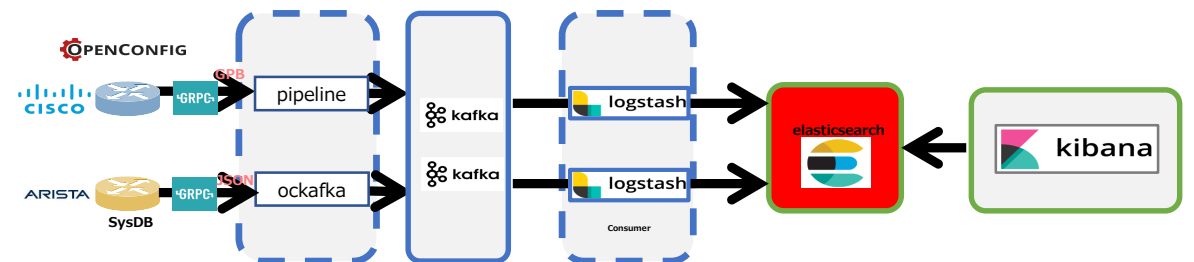 OPENCONFIG
CISCO
GRPC
GPB
pipeline
kafka
logstash
elasticsearch
kibana
ARISTA
SysDB
GRPC
JSON
ockafka
kafka
logstash
Consumer